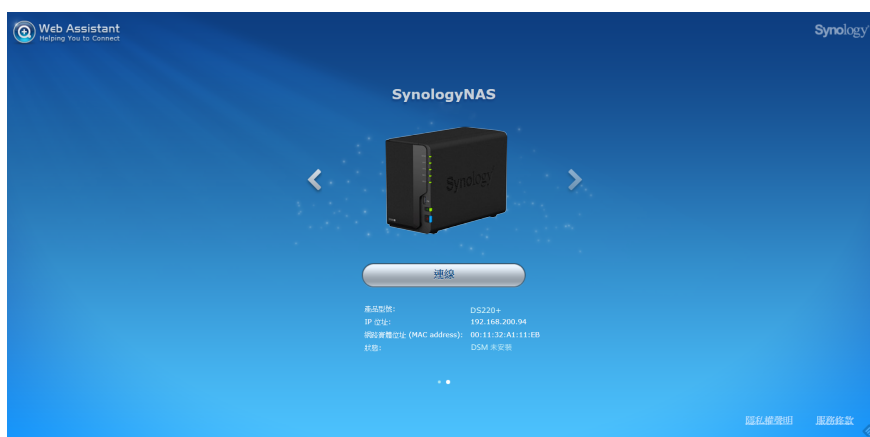 Web Assistant
Helping You to Connect
Synology
SynologyNAS
Synology
連線
產品型號: DS220+
IP 位址: 192.168.200.94
網路實體位址 (MAC address): 00:11:32:A1:11:EB
狀態: DSM 未安裝
隱私權聲明 服務條款